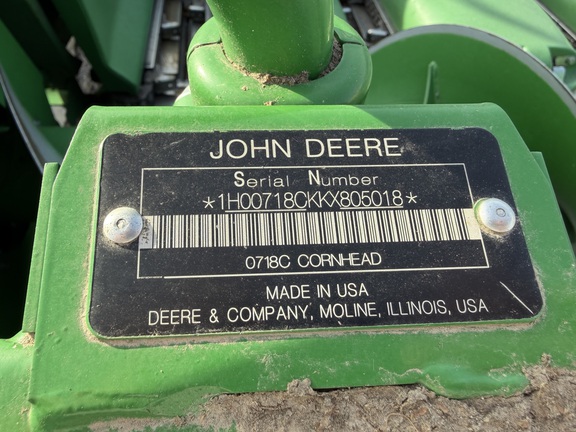 JOHN DEERE
Serial Number
*1H00718CKKX805018*
0718C CORNHEAD
MADE IN USA
DEERE & COMPANY, MOLINE, ILLINOIS, USA